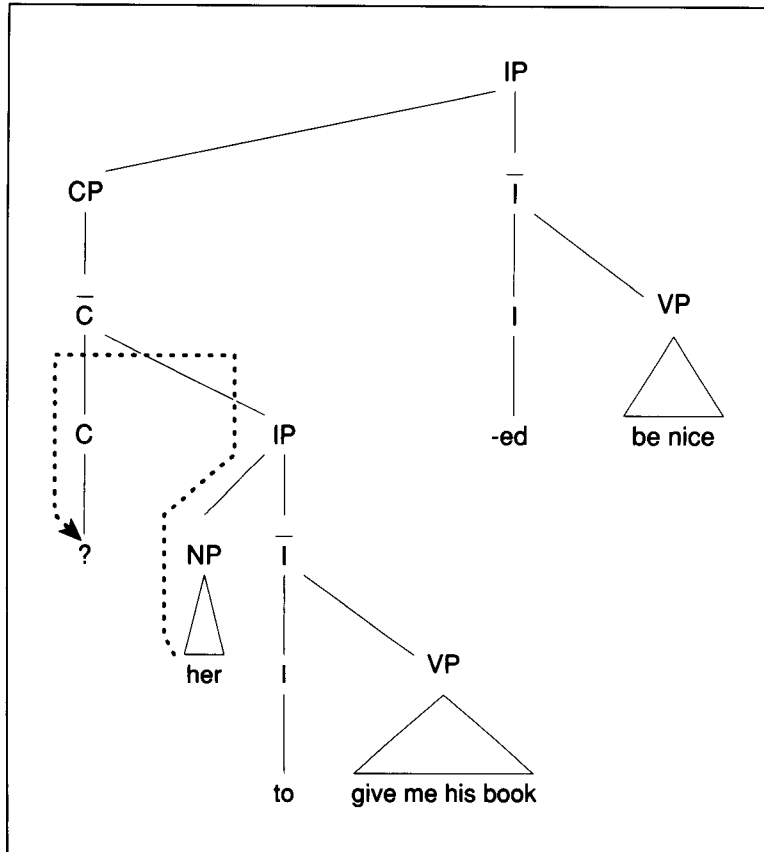 IP
CP
I̅
C̅
VP
I
C
IP
-ed
be nice
?
NP
I̅
her
I
VP
to
give me his book